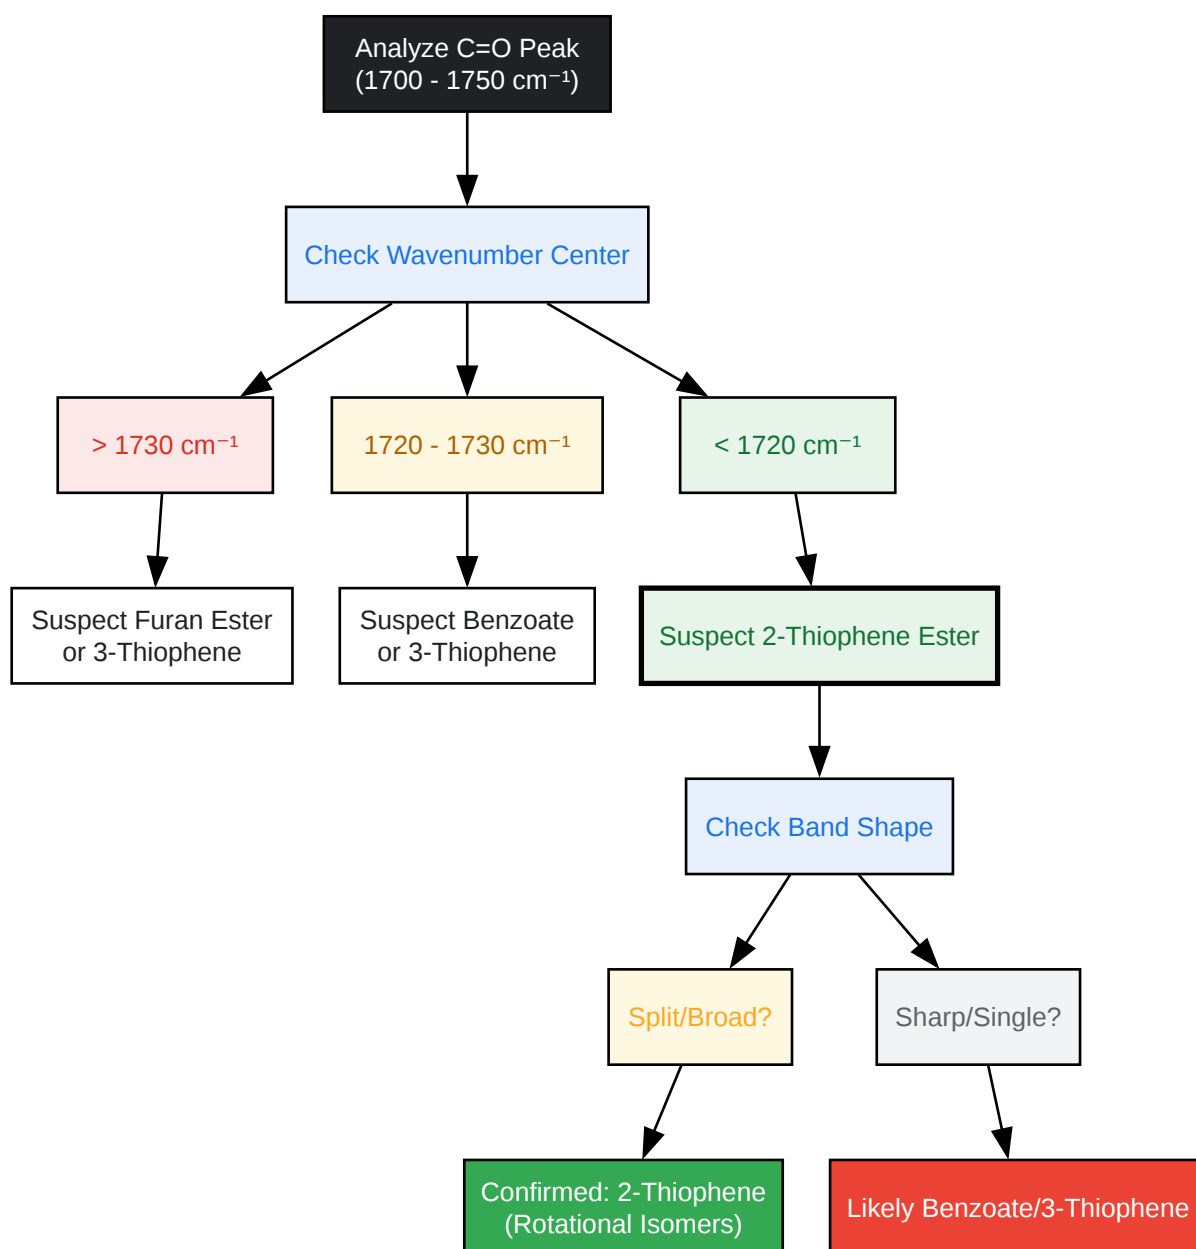 Analyze C=O Peak
(1700 - 1750 cm⁻¹)
Check Wavenumber Center
> 1730 cm⁻¹
1720 - 1730 cm⁻¹
< 1720 cm⁻¹
Suspect Furan Ester
or 3-Thiophene
Suspect Benzoate
or 3-Thiophene
Suspect 2-Thiophene Ester
Check Band Shape
Split/Broad?
Sharp/Single?
Confirmed: 2-Thiophene
(Rotational Isomers)
Likely Benzoate/3-Thiophene